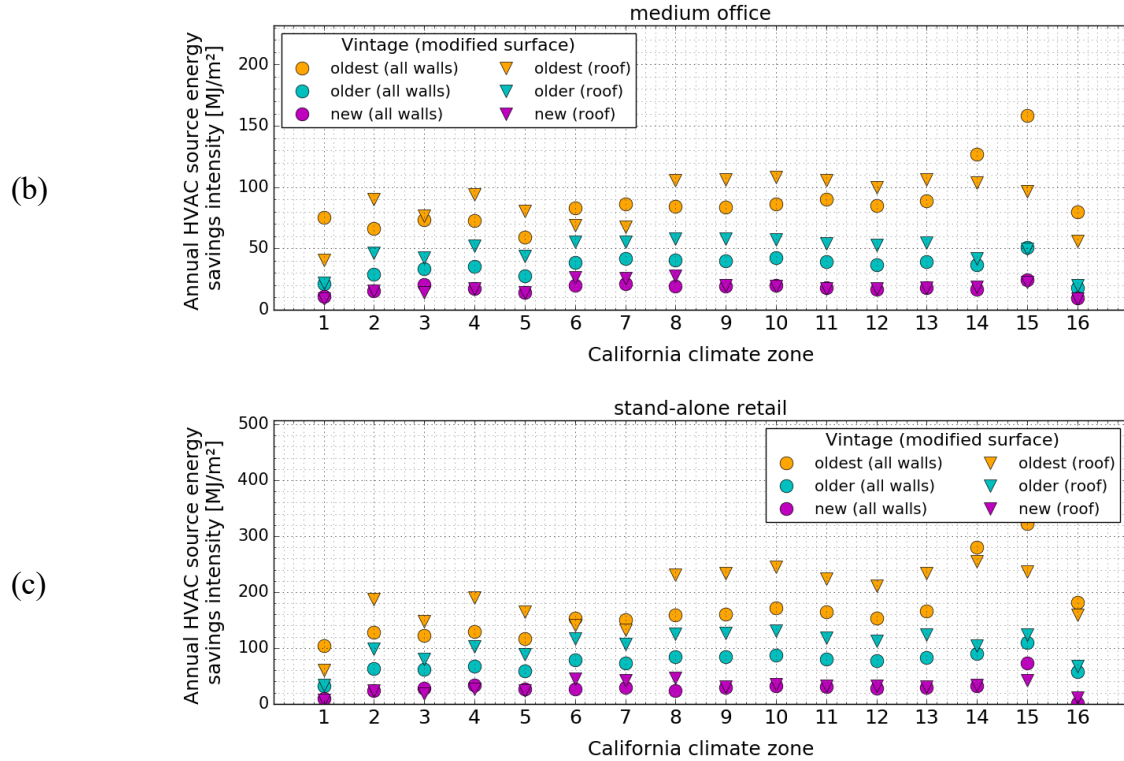 medium office
(b)
Annual HVAC source energy
savings intensity [MJ/m²]
200
150
100
50
0
Vintage (modified surface)
oldest (all walls) oldest (roof)
older (all walls) older (roof)
new (all walls) new (roof)
1 2 3 4 5 6 7 8 9 10 11 12 13 14 15 16
California climate zone
stand-alone retail
(c)
Annual HVAC source energy
savings intensity [MJ/m²]
500
400
300
200
100
0
Vintage (modified surface)
oldest (all walls) oldest (roof)
older (all walls) older (roof)
new (all walls) new (roof)
1 2 3 4 5 6 7 8 9 10 11 12 13 14 15 16
California climate zone